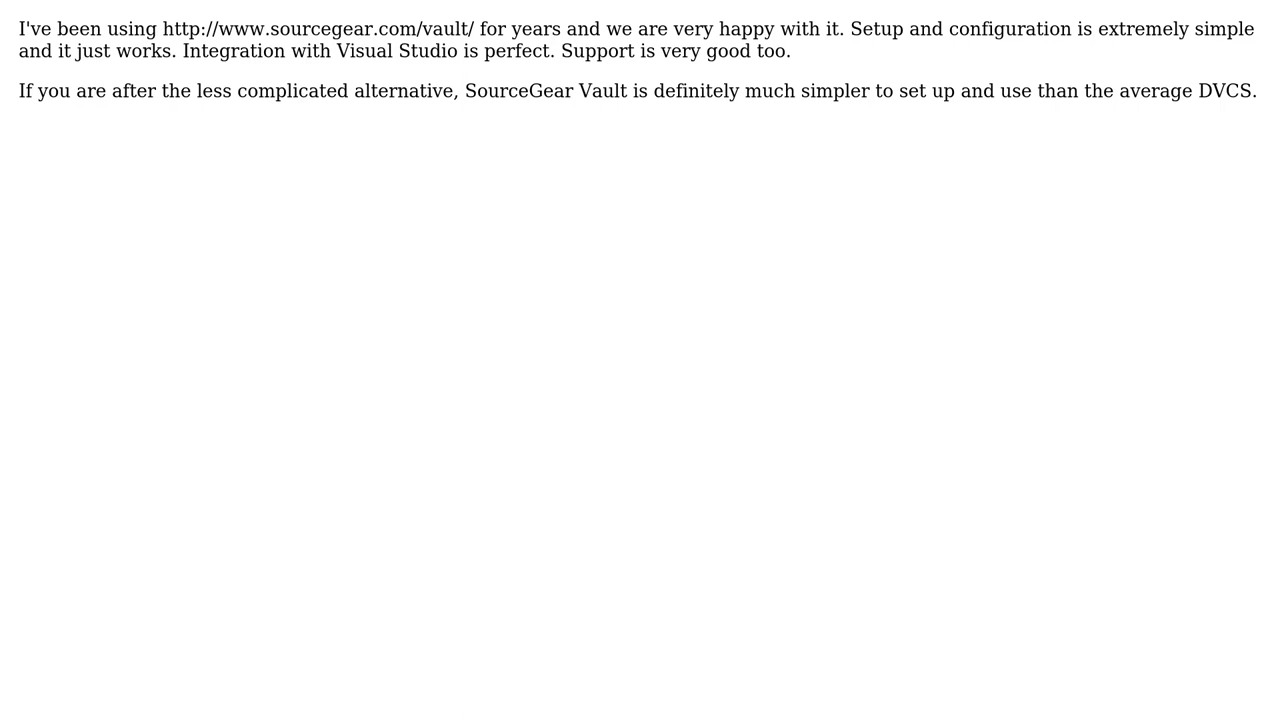 I've been using http://www.sourcegear.com/vault/ for years and we are very happy with it. Setup and configuration is extremely simple
and it just works. Integration with Visual Studio is perfect. Support is very good too.
If you are after the less complicated alternative, SourceGear Vault is definitely much simpler to set up and use than the average DVCS.